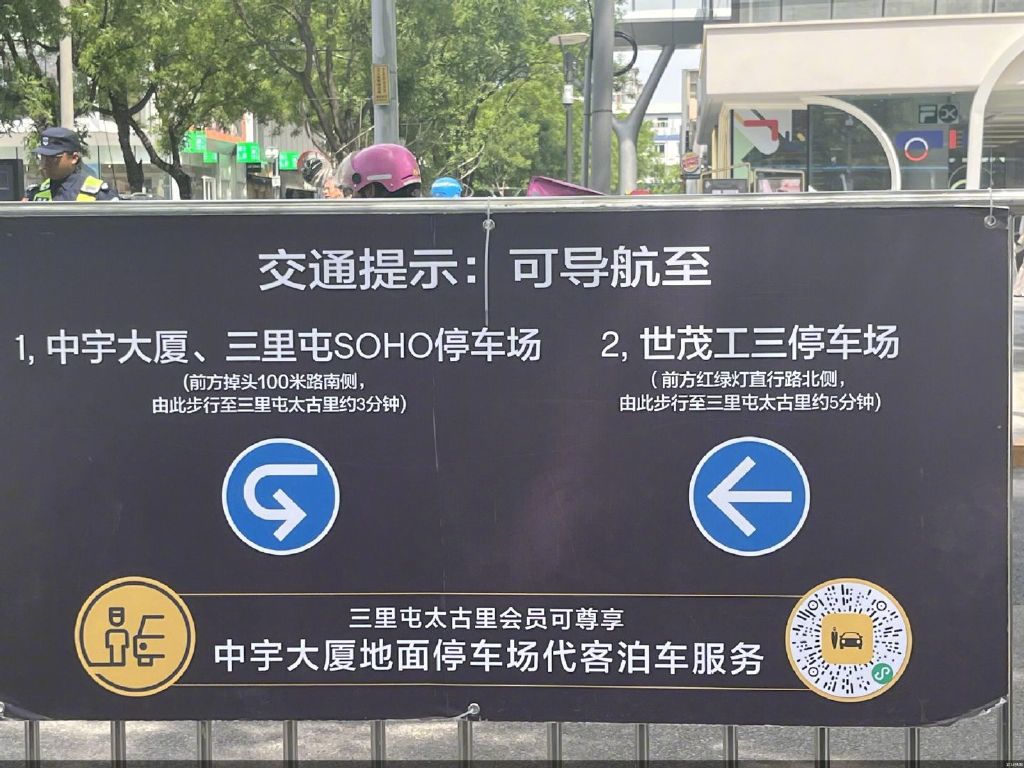 交通提示：可导航至
1, 中宇大厦、三里屯SOHO停车场
(前方掉头100米路南侧，
由此步行至三里屯太古里约3分钟)
2, 世茂工三停车场
(前方红绿灯直行路北侧，
由此步行至三里屯太古里约5分钟)
三里屯太古里会员可尊享
中宇大厦地面停车场代客泊车服务